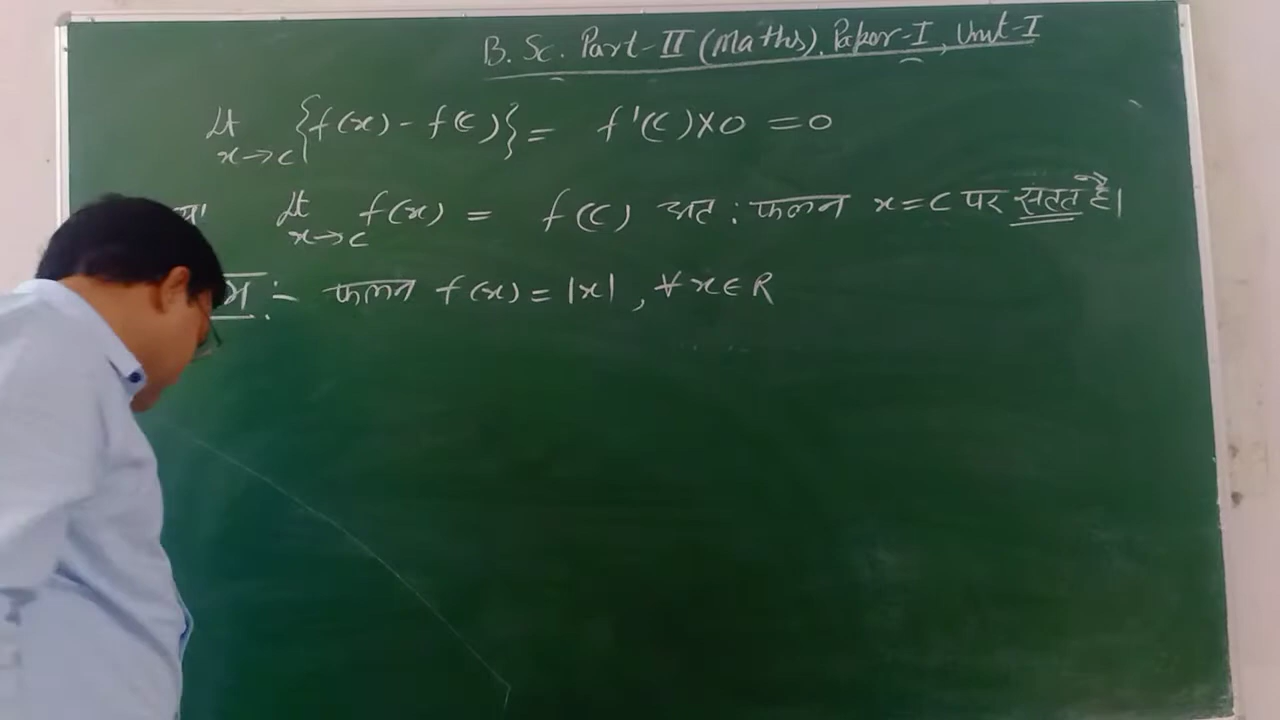 B. Sc. Part-II (Maths), Paper-I, Unit-I
Lt x→c {f(x) - f(c)} = f'(c)×0 = 0
Lt x→c f(x) = f(c) अत: फलन x=c पर सतत है।
:- फलन f(x) = |x|, ∀ x∈R